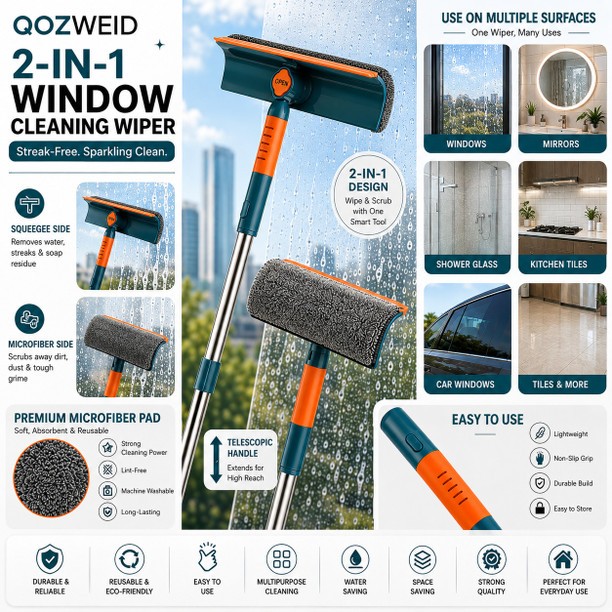 QOZWEID
2-IN-1
WINDOW
CLEANING WIPER
Streak-Free. Sparkling Clean.
SQUEEGEE SIDE
Removes water,
streaks & soap
residue
MICROFIBER SIDE
Scrubs away dirt,
dust & tough
grime
PREMIUM MICROFIBER PAD
Soft, Absorbent & Reusable
Strong
Cleaning Power
Lint-Free
Machine Washable
Long-Lasting
OPEN
2-IN-1
DESIGN
Wipe & Scrub
with One
Smart Tool
TELESCOPIC
HANDLE
Extends for
High Reach
USE ON MULTIPLE SURFACES
One Wiper, Many Uses
WINDOWS
MIRRORS
SHOWER GLASS
KITCHEN TILES
CAR WINDOWS
TILES & MORE
EASY TO USE
Lightweight
Non-Slip Grip
Durable Build
Easy to Store
DURABLE &
RELIABLE
REUSABLE &
ECO-FRIENDLY
EASY TO
USE
MULTIPURPOSE
CLEANING
WATER
SAVING
SPACE
SAVING
STRONG
QUALITY
PERFECT FOR
EVERYDAY USE